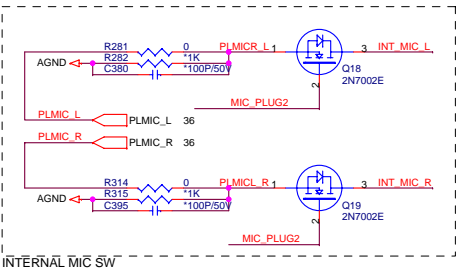 R281 0 PLMICR_L 1 3 INT_MIC_L
R282 *1K
AGND C380 *100P/50V Q18
2N7002E
2
MIC_PLUG2
PLMIC_L PLMIC_L 36
PLMIC_R PLMIC_R 36
R314 0 PLMICL_R 1 3 INT_MIC_R
R315 *1K
AGND C395 *100P/50V Q19
2N7002E
2
MIC_PLUG2
INTERNAL MIC SW